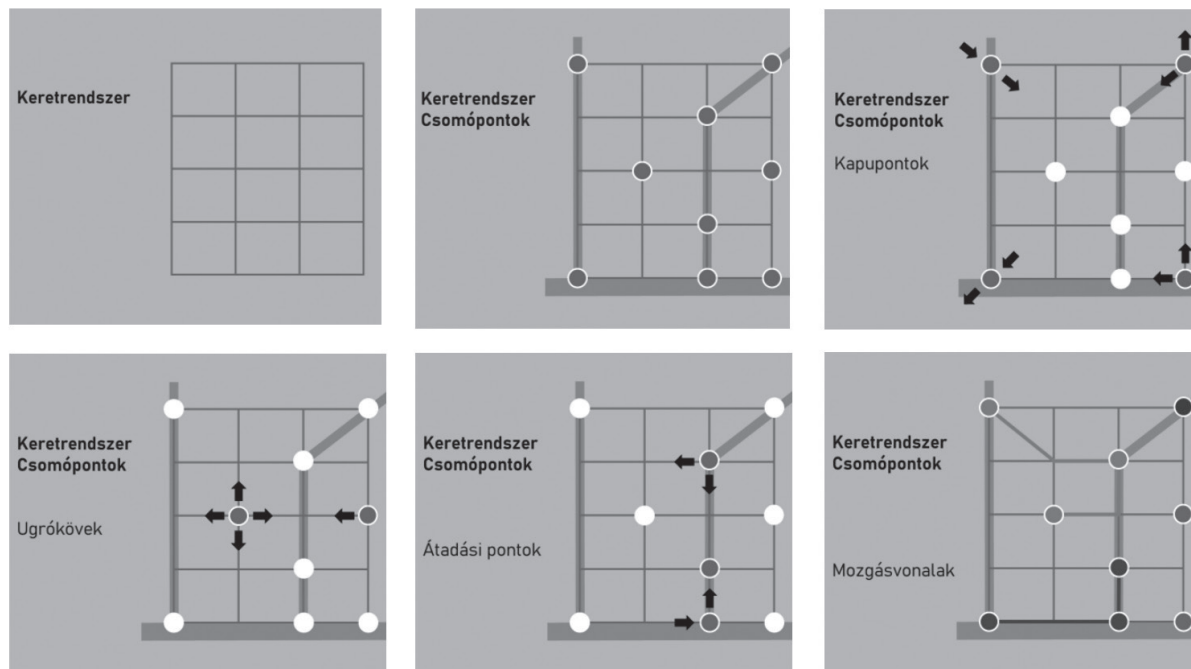 Keretrendszer
Keretrendszer
Csomópontok
Keretrendszer
Csomópontok
Kapupontok
Keretrendszer
Csomópontok
Ugrókövek
Keretrendszer
Csomópontok
Átadási pontok
Keretrendszer
Csomópontok
Mozgásvonalak